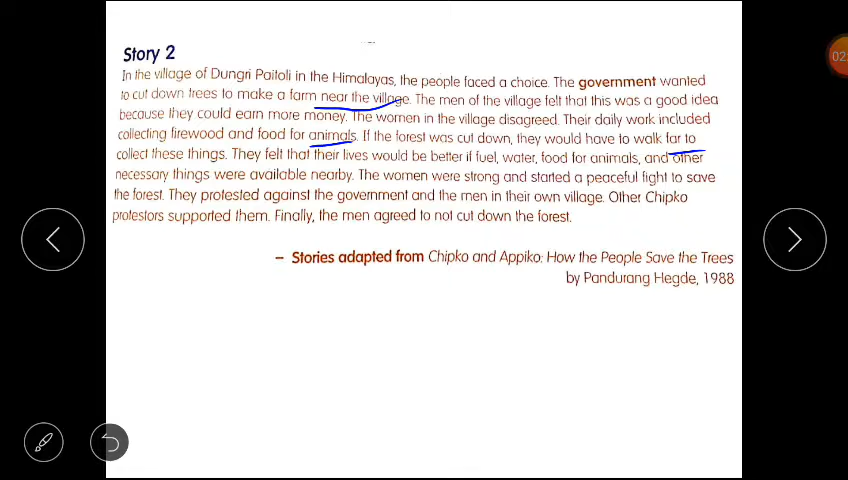 Story 2
In the village of Dungri Paitoli in the Himalayas, the people faced a choice. The government wanted
to cut down trees to make a farm near the village. The men of the village felt that this was a good idea
because they could earn more money. The women in the village disagreed. Their daily work included
collecting firewood and food for animals. If the forest was cut down, they would have to walk far to
collect these things. They felt that their lives would be better if fuel, water, food for animals, and other
necessary things were available nearby. The women were strong and started a peaceful fight to save
the forest. They protested against the government and the men in their own village. Other Chipko
protestors supported them. Finally, the men agreed to not cut down the forest.
– Stories adapted from Chipko and Appiko: How the People Save the Trees
by Pandurang Hegde, 1988